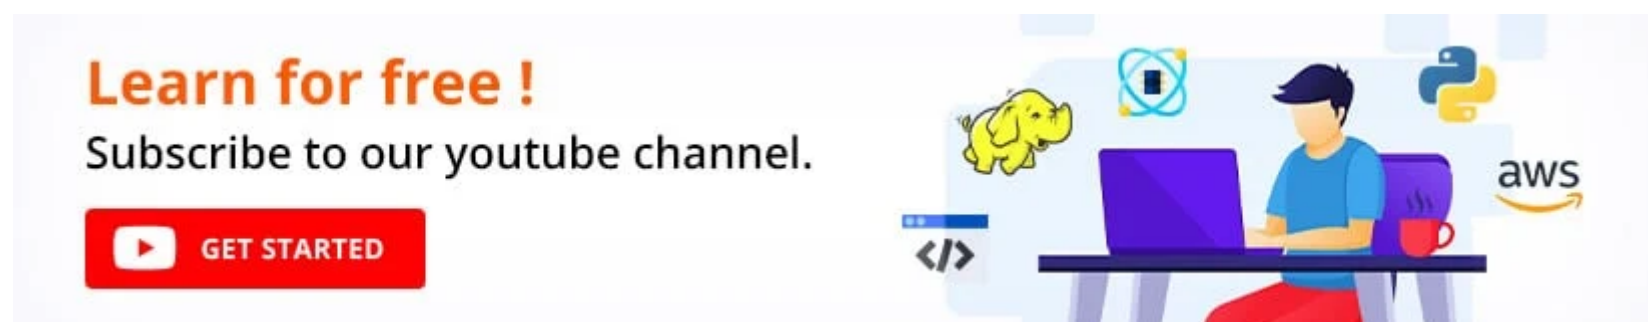 Learn for free !
Subscribe to our youtube channel.
GET STARTED
aws
</>